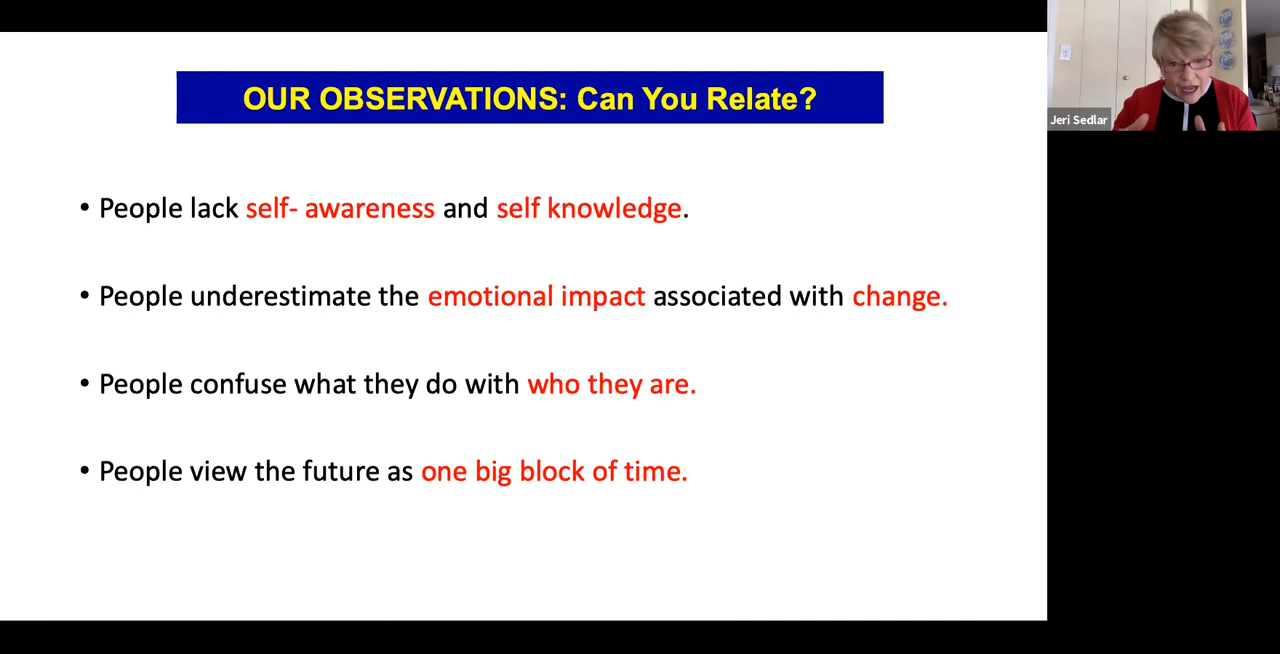 OUR OBSERVATIONS: Can You Relate?
Jeri Sedlar
• People lack self- awareness and self knowledge.
• People underestimate the emotional impact associated with change.
• People confuse what they do with who they are.
• People view the future as one big block of time.